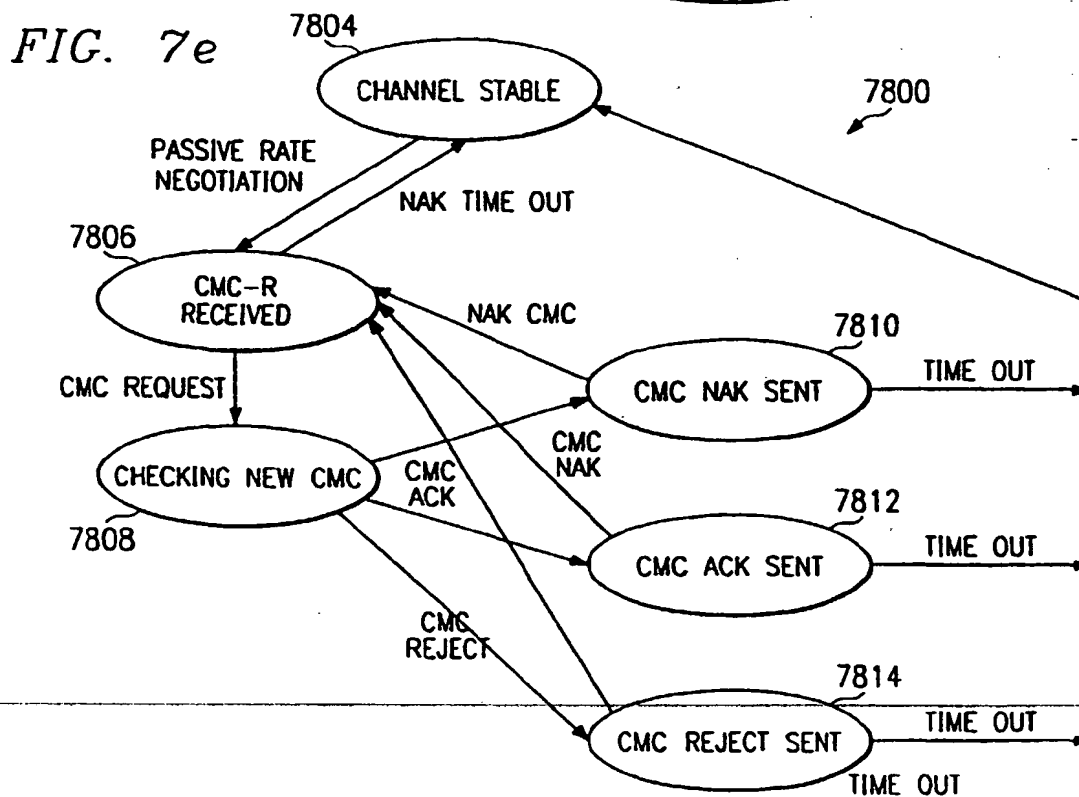 FIG. 7e
7804
CHANNEL STABLE
7800
PASSIVE RATE
NEGOTIATION
NAK TIME OUT
7806
CMC-R
RECEIVED
NAK CMC
7810
CMC REQUEST
CMC NAK SENT
TIME OUT
CMC
NAK
CMC
ACK
CHECKING NEW CMC
7808
7812
CMC ACK SENT
TIME OUT
CMC
REJECT
7814
CMC REJECT SENT
TIME OUT
TIME OUT